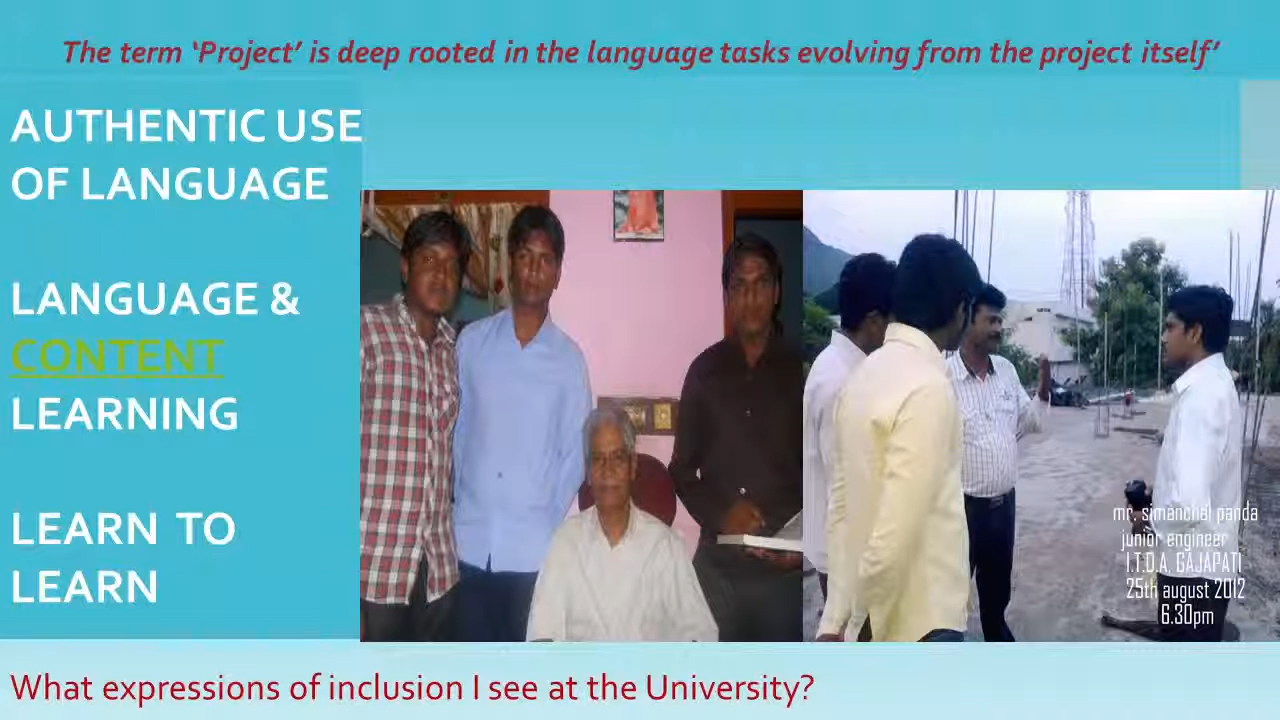 The term ‘Project’ is deep rooted in the language tasks evolving from the project itself’
AUTHENTIC USE
OF LANGUAGE
LANGUAGE &
CONTENT
LEARNING
LEARN TO
LEARN
mr. simanchal panda
junior engineer
I.T.D.A. GAJAPATI
25th august 2012
6.30pm
What expressions of inclusion I see at the University?